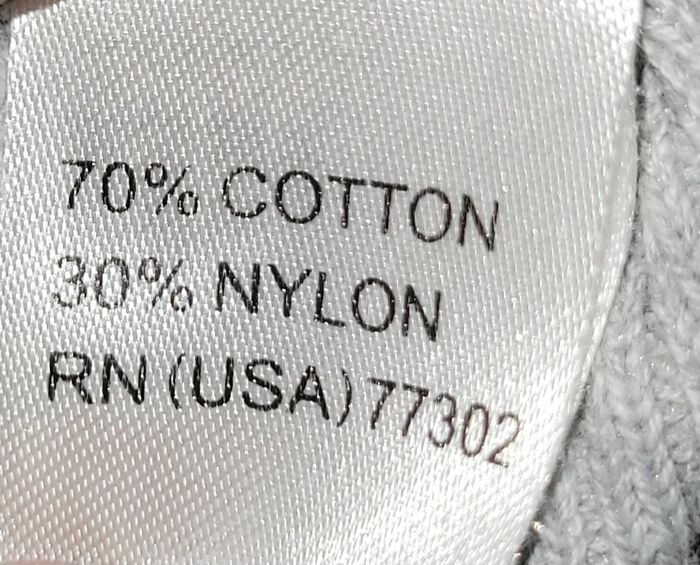 70% COTTON
30% NYLON
RN (USA) 77302